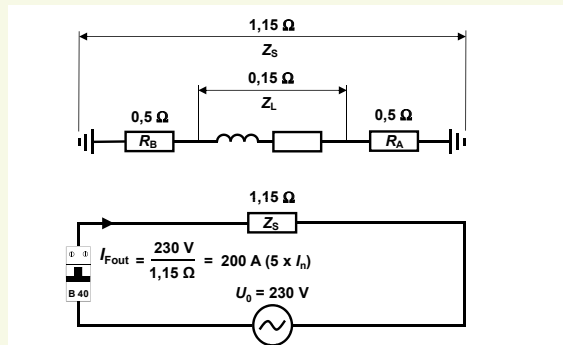 1,15 Ω
Z_S
0,15 Ω
Z_L
0,5 Ω
R_B
0,5 Ω
R_A
1,15 Ω
Z_S
I_Fout = 230 V / 1,15 Ω = 200 A (5 x I_n)
B 40
U_0 = 230 V